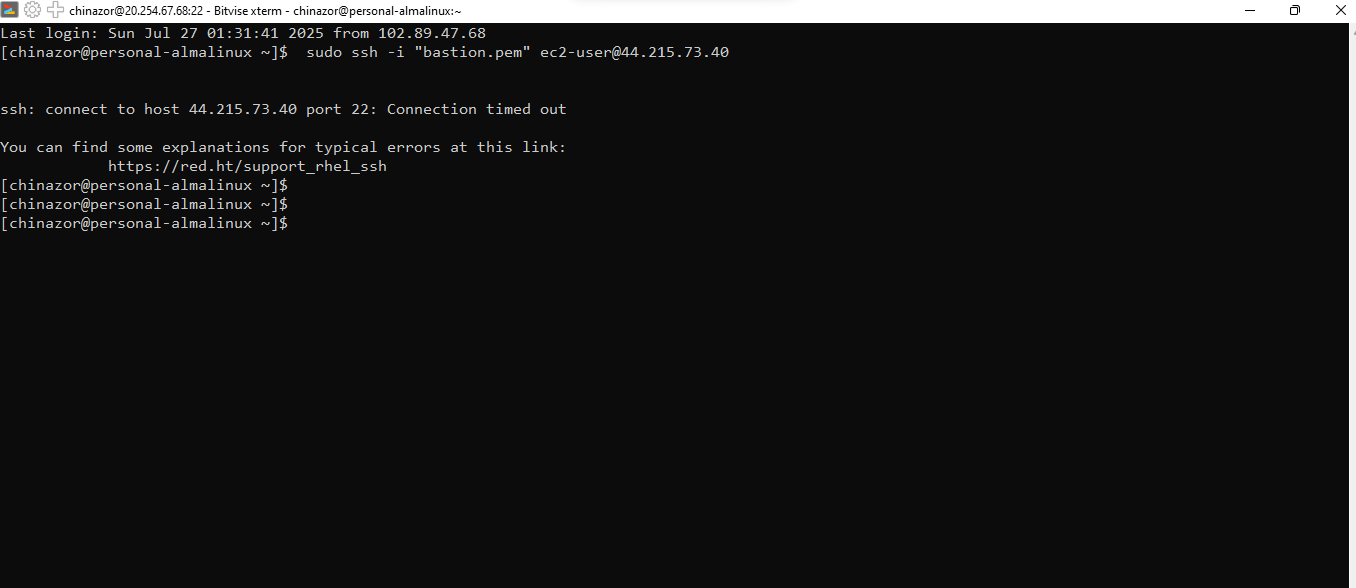 chinazor@20.254.67.68:22 - Bitvise xterm - chinazor@personal-almalinux:~
Last login: Sun Jul 27 01:31:41 2025 from 102.89.47.68
[chinazor@personal-almalinux ~]$  sudo ssh -i "bastion.pem" ec2-user@44.215.73.40
ssh: connect to host 44.215.73.40 port 22: Connection timed out
You can find some explanations for typical errors at this link:
            https://red.ht/support_rhel_ssh
[chinazor@personal-almalinux ~]$
[chinazor@personal-almalinux ~]$
[chinazor@personal-almalinux ~]$